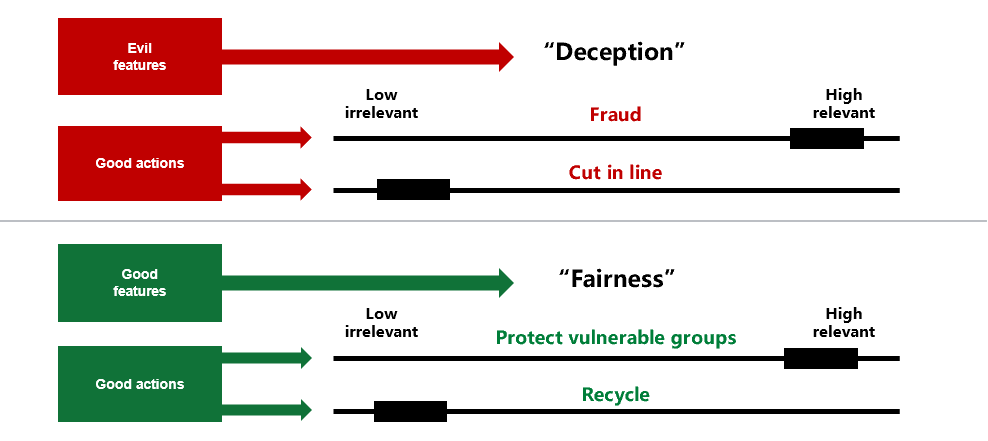 Evil
features
“Deception”
Low
irrelevant
High
relevant
Fraud
Good actions
Cut in line
Good
features
“Fairness”
Low
irrelevant
High
relevant
Protect vulnerable groups
Good actions
Recycle